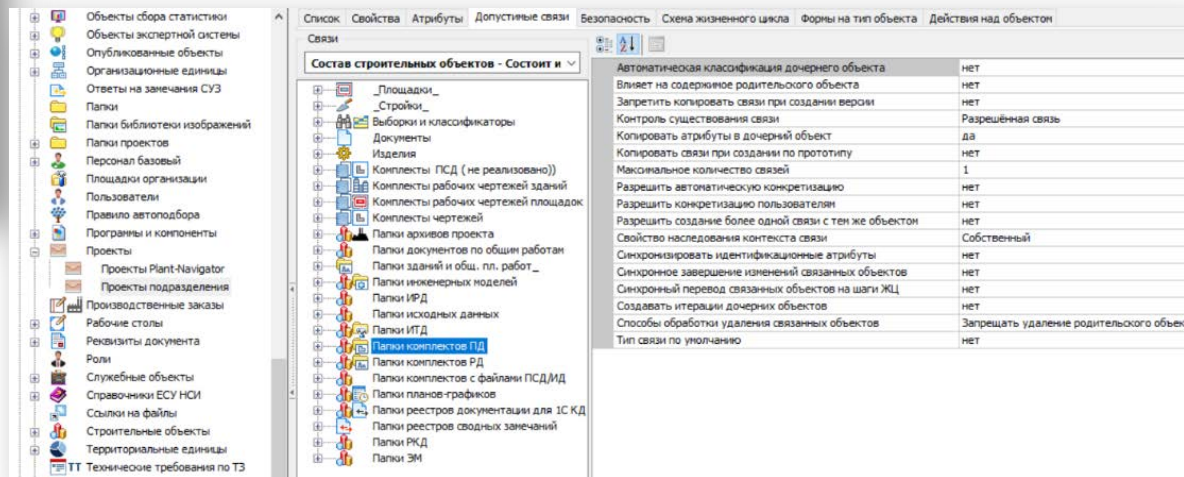 Объекты сбора статистики
Объекты экспертной системы
Опубликованные объекты
Организационные единицы
Ответы на замечания СУЗ
Папки
Папки библиотеки изображений
Папки проектов
Персонал базовый
Площадки организации
Пользователи
Правило автоподбора
Программы и компоненты
Проекты
Проекты Plant-Navigator
Проекты подразделения
Производственные заказы
Рабочие столы
Реквизиты документа
Роли
Служебные объекты
Справочники ЕСУ НСИ
Ссылки на файлы
Строительные объекты
Территориальные единицы
ТТ Технические требования по ТЗ
Список Свойства Атрибуты Допустимые связи Безопасность Схема жизненного цикла Формы на тип объекта Действия над объектом
Связи
Состав строительных объектов - Состоит и
_Площадки_
_Стройки_
Выборки и классификаторы
Документы
Изделия
Комплекты ПСД ( не реализовано))
Комплекты рабочих чертежей зданий
Комплекты рабочих чертежей площадок
Комплекты чертежей
Папки архивов проекта
Папки документов по общим работам
Папки зданий и общ. пл. работ_
Папки инженерных моделей
Папки ИРД
Папки исходных данных
Папки ИТД
Папки комплектов ПД
Папки комплектов РД
Папки комплектов с файлами ПСД/ИД
Папки планов-графиков
Папки реестров документации для 1С КД
Папки реестров сводных замечаний
Папки РКД
Папки ЭМ
Автоматическая классификация дочернего объекта нет
Влияет на содержимое родительского объекта нет
Запретить копировать связи при создании версии нет
Контроль существования связи Разрешённая связь
Копировать атрибуты в дочерний объект да
Копировать связи при создании по прототипу нет
Максимальное количество связей 1
Разрешить автоматическую конкретизацию нет
Разрешить конкретизацию пользователям нет
Разрешить создание более одной связи с тем же объектом нет
Свойство наследования контекста связи Собственный
Синхронизировать идентификационные атрибуты нет
Синхронное завершение изменений связанных объектов нет
Синхронный перевод связанных объектов на шаги ЖЦ нет
Создавать итерации дочерних объектов нет
Способы обработки удаления связанных объектов Запрещать удаление родительского объек
Тип связи по умолчанию нет